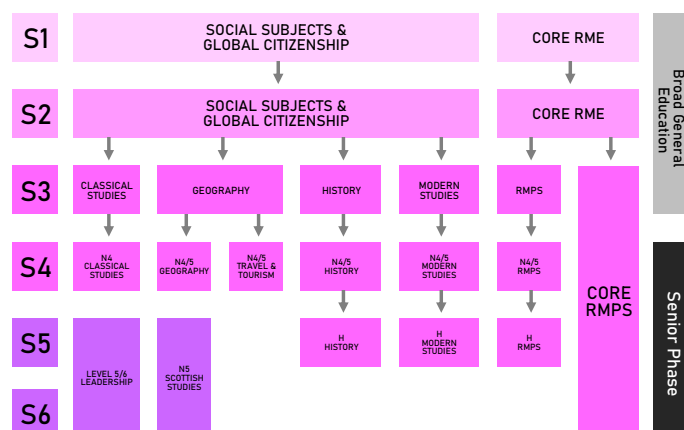 S1
SOCIAL SUBJECTS &
GLOBAL CITIZENSHIP
CORE RME
Broad General
Education
S2
SOCIAL SUBJECTS &
GLOBAL CITIZENSHIP
CORE RME
S3
CLASSICAL
STUDIES
GEOGRAPHY
HISTORY
MODERN
STUDIES
RMPS
CORE
RMPS
S4
N4
CLASSICAL
STUDIES
N4/5
GEOGRAPHY
N4/5
TRAVEL &
TOURISM
N4/5
HISTORY
N4/5
MODERN
STUDIES
N4/5
RMPS
Senior Phase
S5
LEVEL 5/6
LEADERSHIP
N5
SCOTTISH
STUDIES
H
HISTORY
H
MODERN
STUDIES
H
RMPS
S6